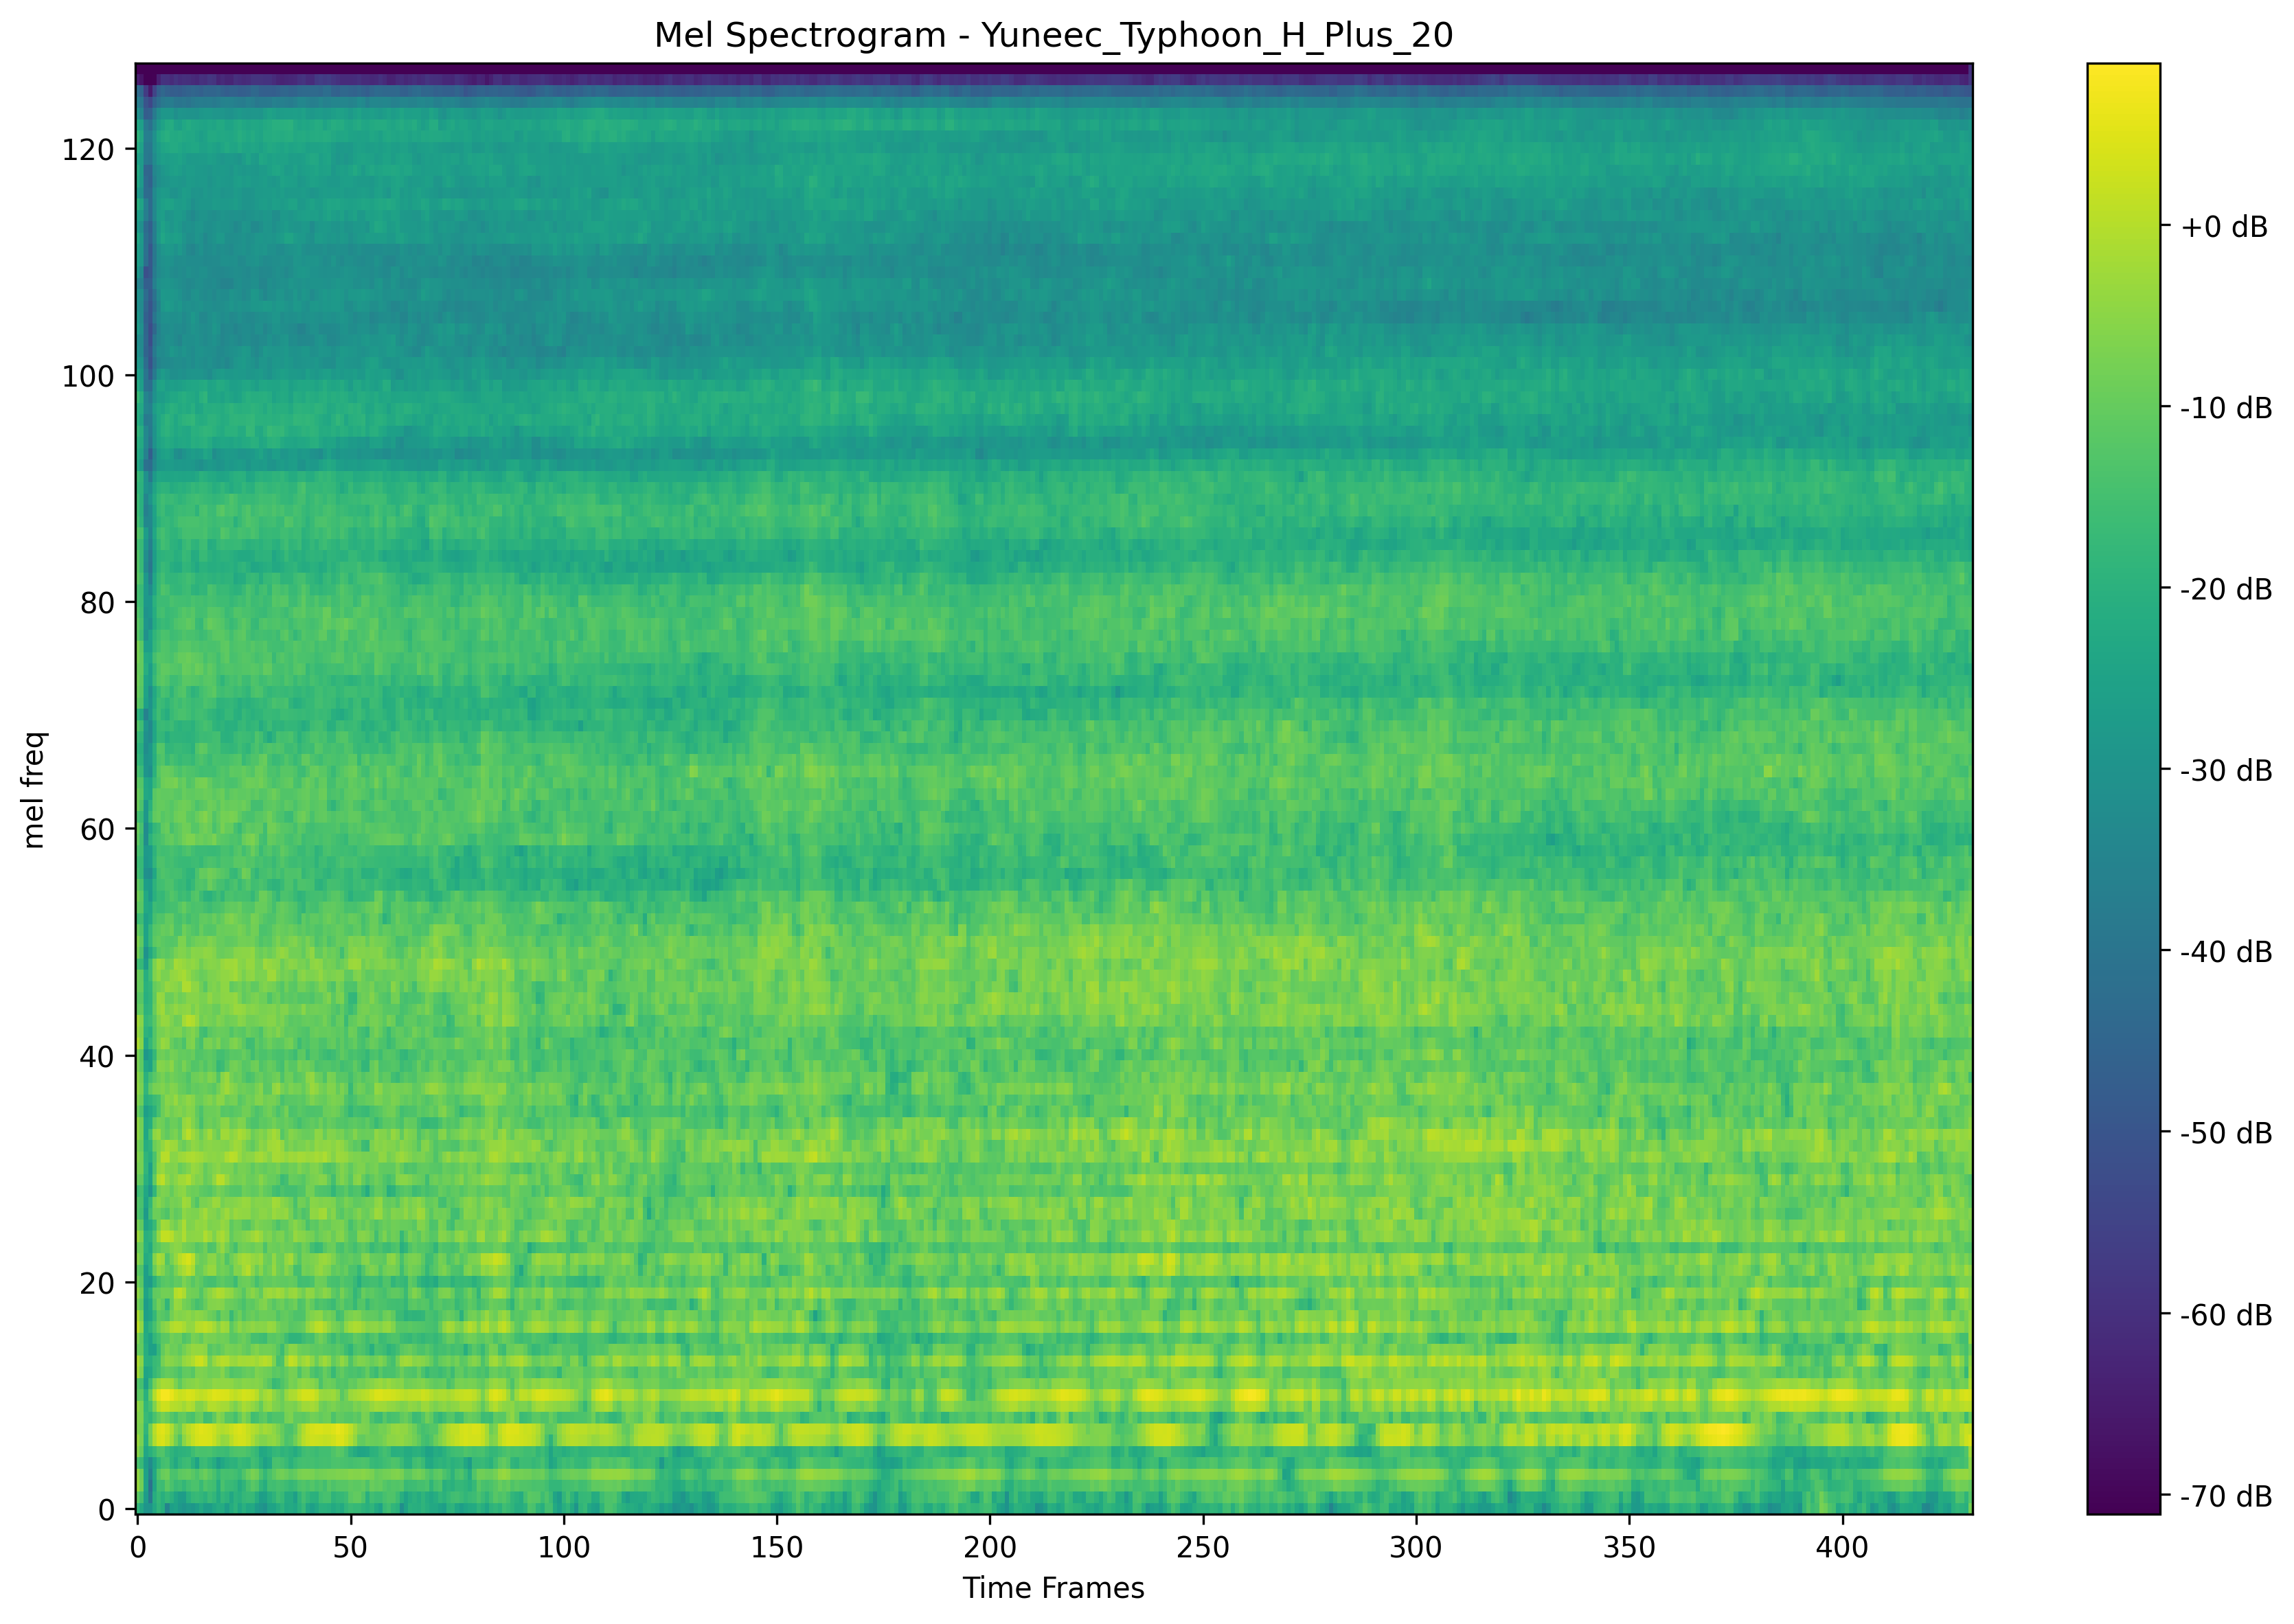 Mel Spectrogram - Yuneec_Typhoon_H_Plus_20
mel freq
120
100
80
60
40
20
0
0 50 100 150 200 250 300 350 400
Time Frames
+0 dB
-10 dB
-20 dB
-30 dB
-40 dB
-50 dB
-60 dB
-70 dB